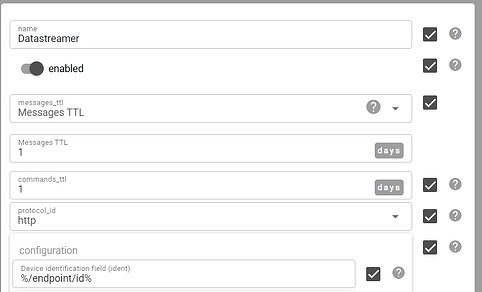 name
Datastreamer
enabled
messages_ttl
Messages TTL
Messages TTL
1 days
commands_ttl
1 days
protocol_id
http
configuration
Device identification field (ident)
%/endpoint/id%